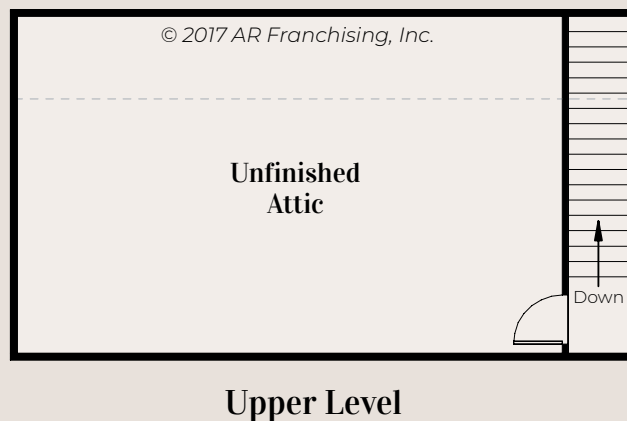 © 2017 AR Franchising, Inc.
Unfinished
Attic
Down
Upper Level